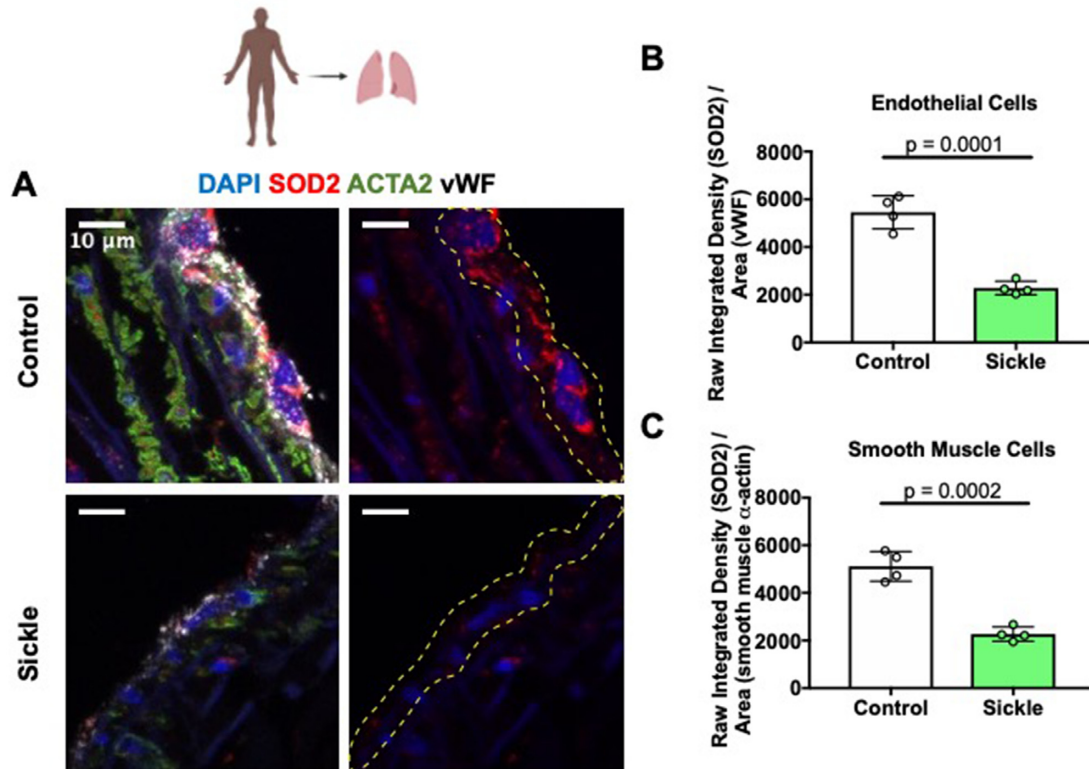 A
DAPI SOD2 ACTA2 vWF
10 μm
Control
Sickle
B
Endothelial Cells
p = 0.0001
Raw Integrated Density (SOD2) /
Area (vWF)
8000
6000
4000
2000
0
Control Sickle
C
Smooth Muscle Cells
p = 0.0002
Raw Integrated Density (SOD2) /
Area (smooth muscle α-actin)
8000
6000
4000
2000
0
Control Sickle